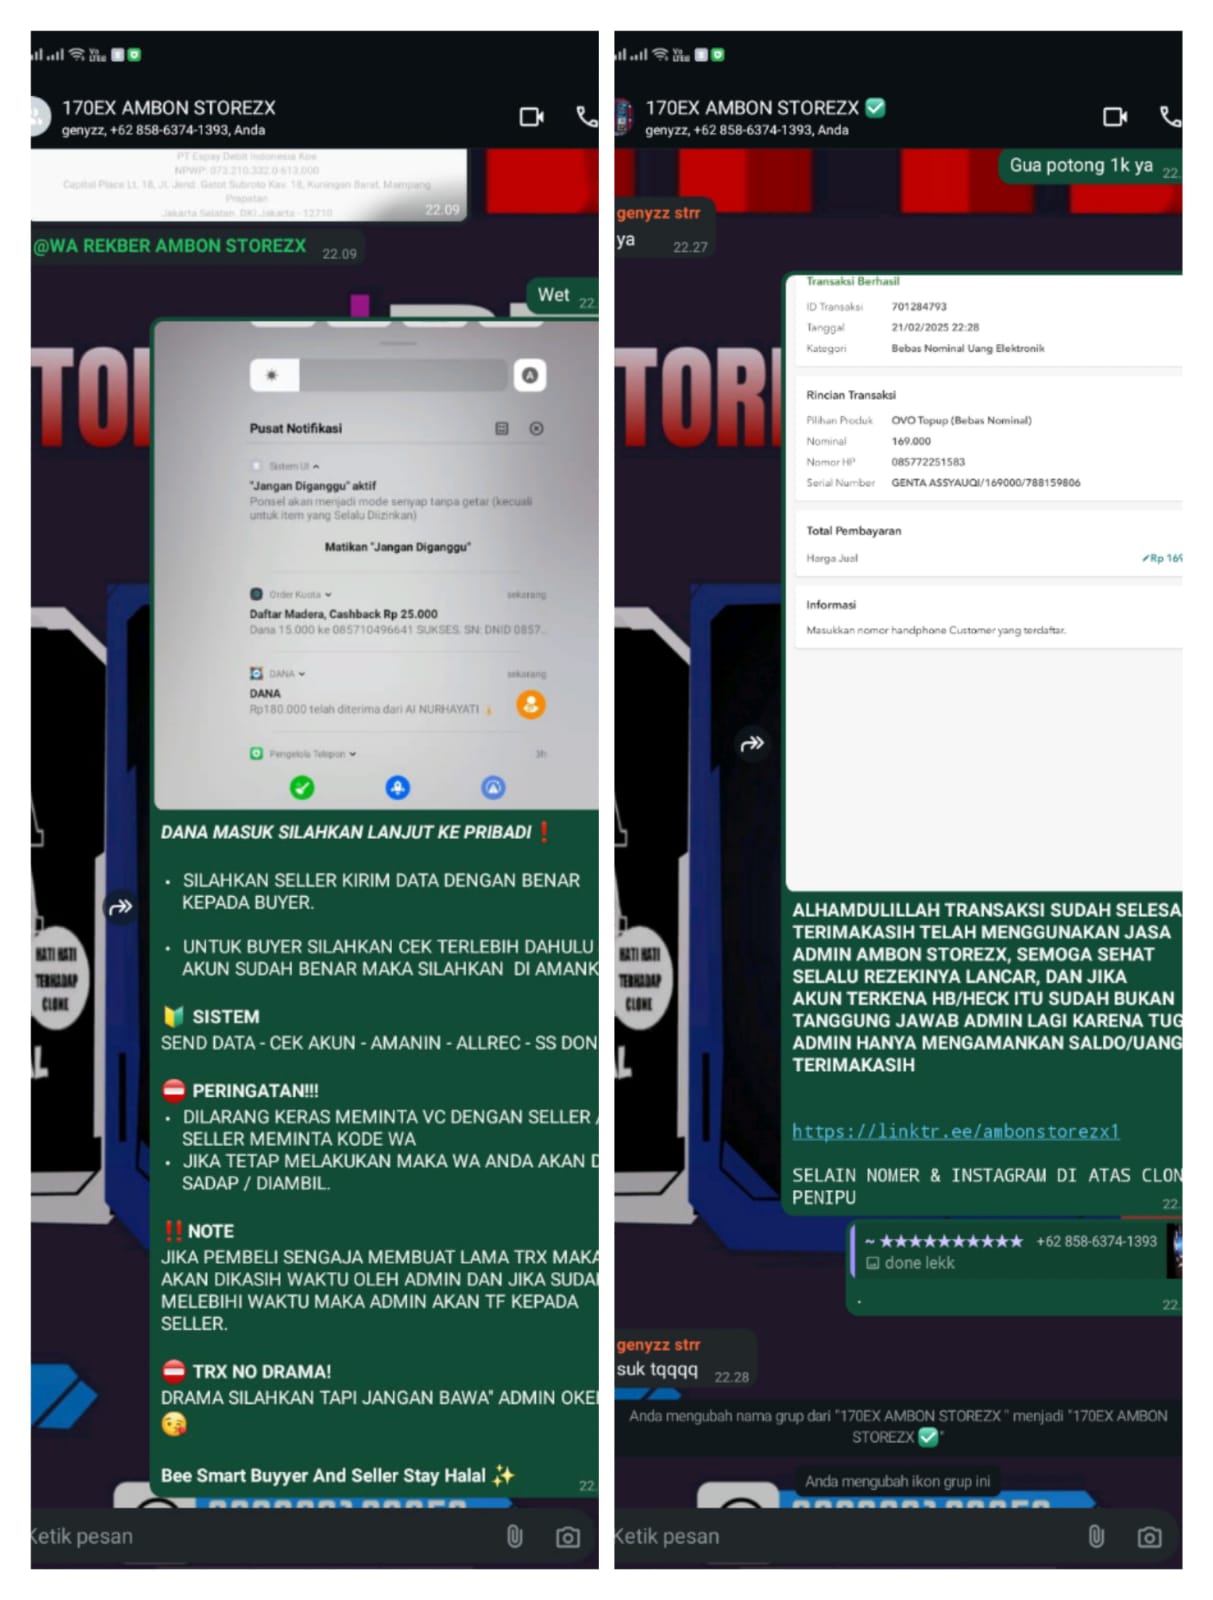 170EX AMBON STOREZX
genyzz, +62 858-6374-1393, Anda
PT Espay Debit Indonesia Koe
NPWP: 073.210.332.0-613.000
Capital Place Lt. 18, Jl. Jend. Gatot Subroto Kav. 18, Kuningan Barat, Mampang
Prapatan
Jakarta Selatan, DKI Jakarta - 12710
22.09
@WA REKBER AMBON STOREZX 22.09
Wet 22.
Pusat Notifikasi
Sistem UI
"Jangan Diganggu" aktif
Ponsel akan menjadi mode senyap tanpa getar (kecuali
untuk item yang Selalu Diizinkan)
Matikan "Jangan Diganggu"
Order Kuota sekarang
Daftar Madera, Cashback Rp 25.000
Dana 15.000 ke 085710496641 SUKSES. SN: DNID 0857...
DANA sekarang
DANA
Rp180.000 telah diterima dari AI NURHAYATI
Pengelola Telepon 3h
DANA MASUK SILAHKAN LANJUT KE PRIBADI❗
• SILAHKAN SELLER KIRIM DATA DENGAN BENAR
KEPADA BUYER.
• UNTUK BUYER SILAHKAN CEK TERLEBIH DAHULU
AKUN SUDAH BENAR MAKA SILAHKAN DI AMANK
🔰 SISTEM
SEND DATA - CEK AKUN - AMANIN - ALLREC - SS DON
⛔ PERINGATAN!!!
• DILARANG KERAS MEMINTA VC DENGAN SELLER /
SELLER MEMINTA KODE WA
• JIKA TETAP MELAKUKAN MAKA WA ANDA AKAN D
SADAP / DIAMBIL.
‼️NOTE
JIKA PEMBELI SENGAJA MEMBUAT LAMA TRX MAKA
AKAN DIKASIH WAKTU OLEH ADMIN DAN JIKA SUDAH
MELEBIHI WAKTU MAKA ADMIN AKAN TF KEPADA
SELLER.
⛔ TRX NO DRAMA!
DRAMA SILAHKAN TAPI JANGAN BAWA" ADMIN OKE
😘
Bee Smart Buyyer And Seller Stay Halal ✨
22.
HATI HATI
TERHADAP
CLONE
Ketik pesan
170EX AMBON STOREZX ✅
genyzz, +62 858-6374-1393, Anda
Gua potong 1k ya 22.
genyzz strr
ya 22.27
Transaksi Berhasil
ID Transaksi 701284793
Tanggal 21/02/2025 22:28
Kategori Bebas Nominal Uang Elektronik
Rincian Transaksi
Pilihan Produk OVO Topup (Bebas Nominal)
Nominal 169.000
Nomor HP 085772251583
Serial Number GENTA ASSYAUQI/169000/788159806
Total Pembayaran
Harga Jual Rp 169
Informasi
Masukkan nomor handphone Customer yang terdaftar.
ALHAMDULILLAH TRANSAKSI SUDAH SELESA
TERIMAKASIH TELAH MENGGUNAKAN JASA
ADMIN AMBON STOREZX, SEMOGA SEHAT
SELALU REZEKINYA LANCAR, DAN JIKA
AKUN TERKENA HB/HECK ITU SUDAH BUKAN
TANGGUNG JAWAB ADMIN LAGI KARENA TUG
ADMIN HANYA MENGAMANKAN SALDO/UANG
TERIMAKASIH
https://linktr.ee/ambonstorezx1
SELAIN NOMER & INSTAGRAM DI ATAS CLON
PENIPU
22.
~ ★★★★★★★★★★ +62 858-6374-1393
done lekk
. 22.
genyzz strr
suk tqqqq 22.28
Anda mengubah nama grup dari "170EX AMBON STOREZX " menjadi "170EX AMBON
STOREZX ✅"
Anda mengubah ikon grup ini
HATI HATI
TERHADAP
CLONE
Ketik pesan